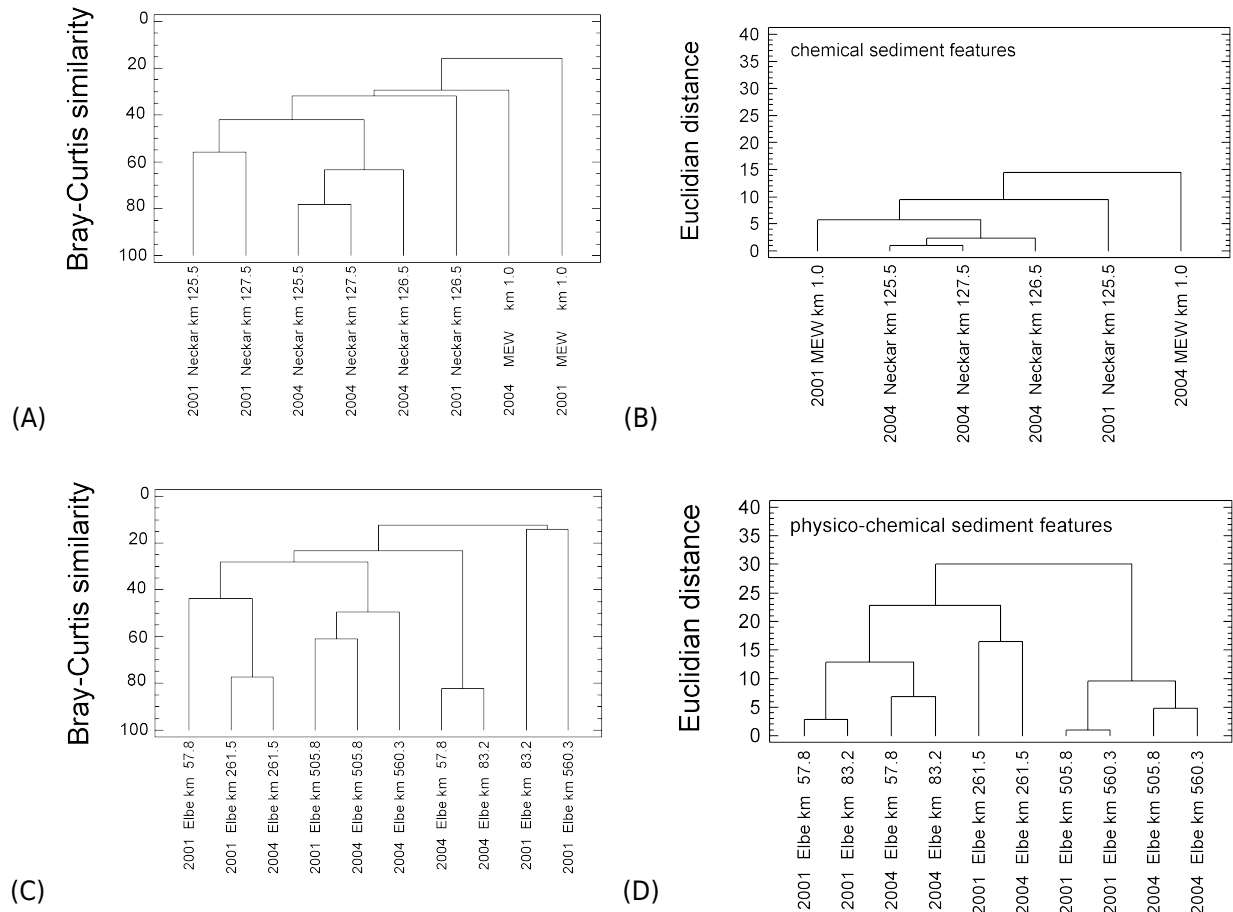 Bray-Curtis similarity
0
20
40
60
80
100
2001 Neckar km 125.5
2001 Neckar km 127.5
2004 Neckar km 125.5
2004 Neckar km 127.5
2004 Neckar km 126.5
2001 Neckar km 126.5
2004 MEW km 1.0
2001 MEW km 1.0
(A)
Euclidian distance
chemical sediment features
40
35
30
25
20
15
10
5
0
2001 MEW km 1.0
2004 Neckar km 125.5
2004 Neckar km 127.5
2004 Neckar km 126.5
2001 Neckar km 125.5
2004 MEW km 1.0
(B)
Bray-Curtis similarity
0
20
40
60
80
100
2001 Elbe km 57.8
2001 Elbe km 261.5
2004 Elbe km 261.5
2001 Elbe km 505.8
2004 Elbe km 505.8
2004 Elbe km 560.3
2004 Elbe km 57.8
2004 Elbe km 83.2
2001 Elbe km 83.2
2001 Elbe km 560.3
(C)
Euclidian distance
physico-chemical sediment features
40
35
30
25
20
15
10
5
0
2001 Elbe km 57.8
2001 Elbe km 83.2
2004 Elbe km 57.8
2004 Elbe km 83.2
2001 Elbe km 261.5
2004 Elbe km 261.5
2001 Elbe km 505.8
2001 Elbe km 560.3
2004 Elbe km 505.8
2004 Elbe km 560.3
(D)